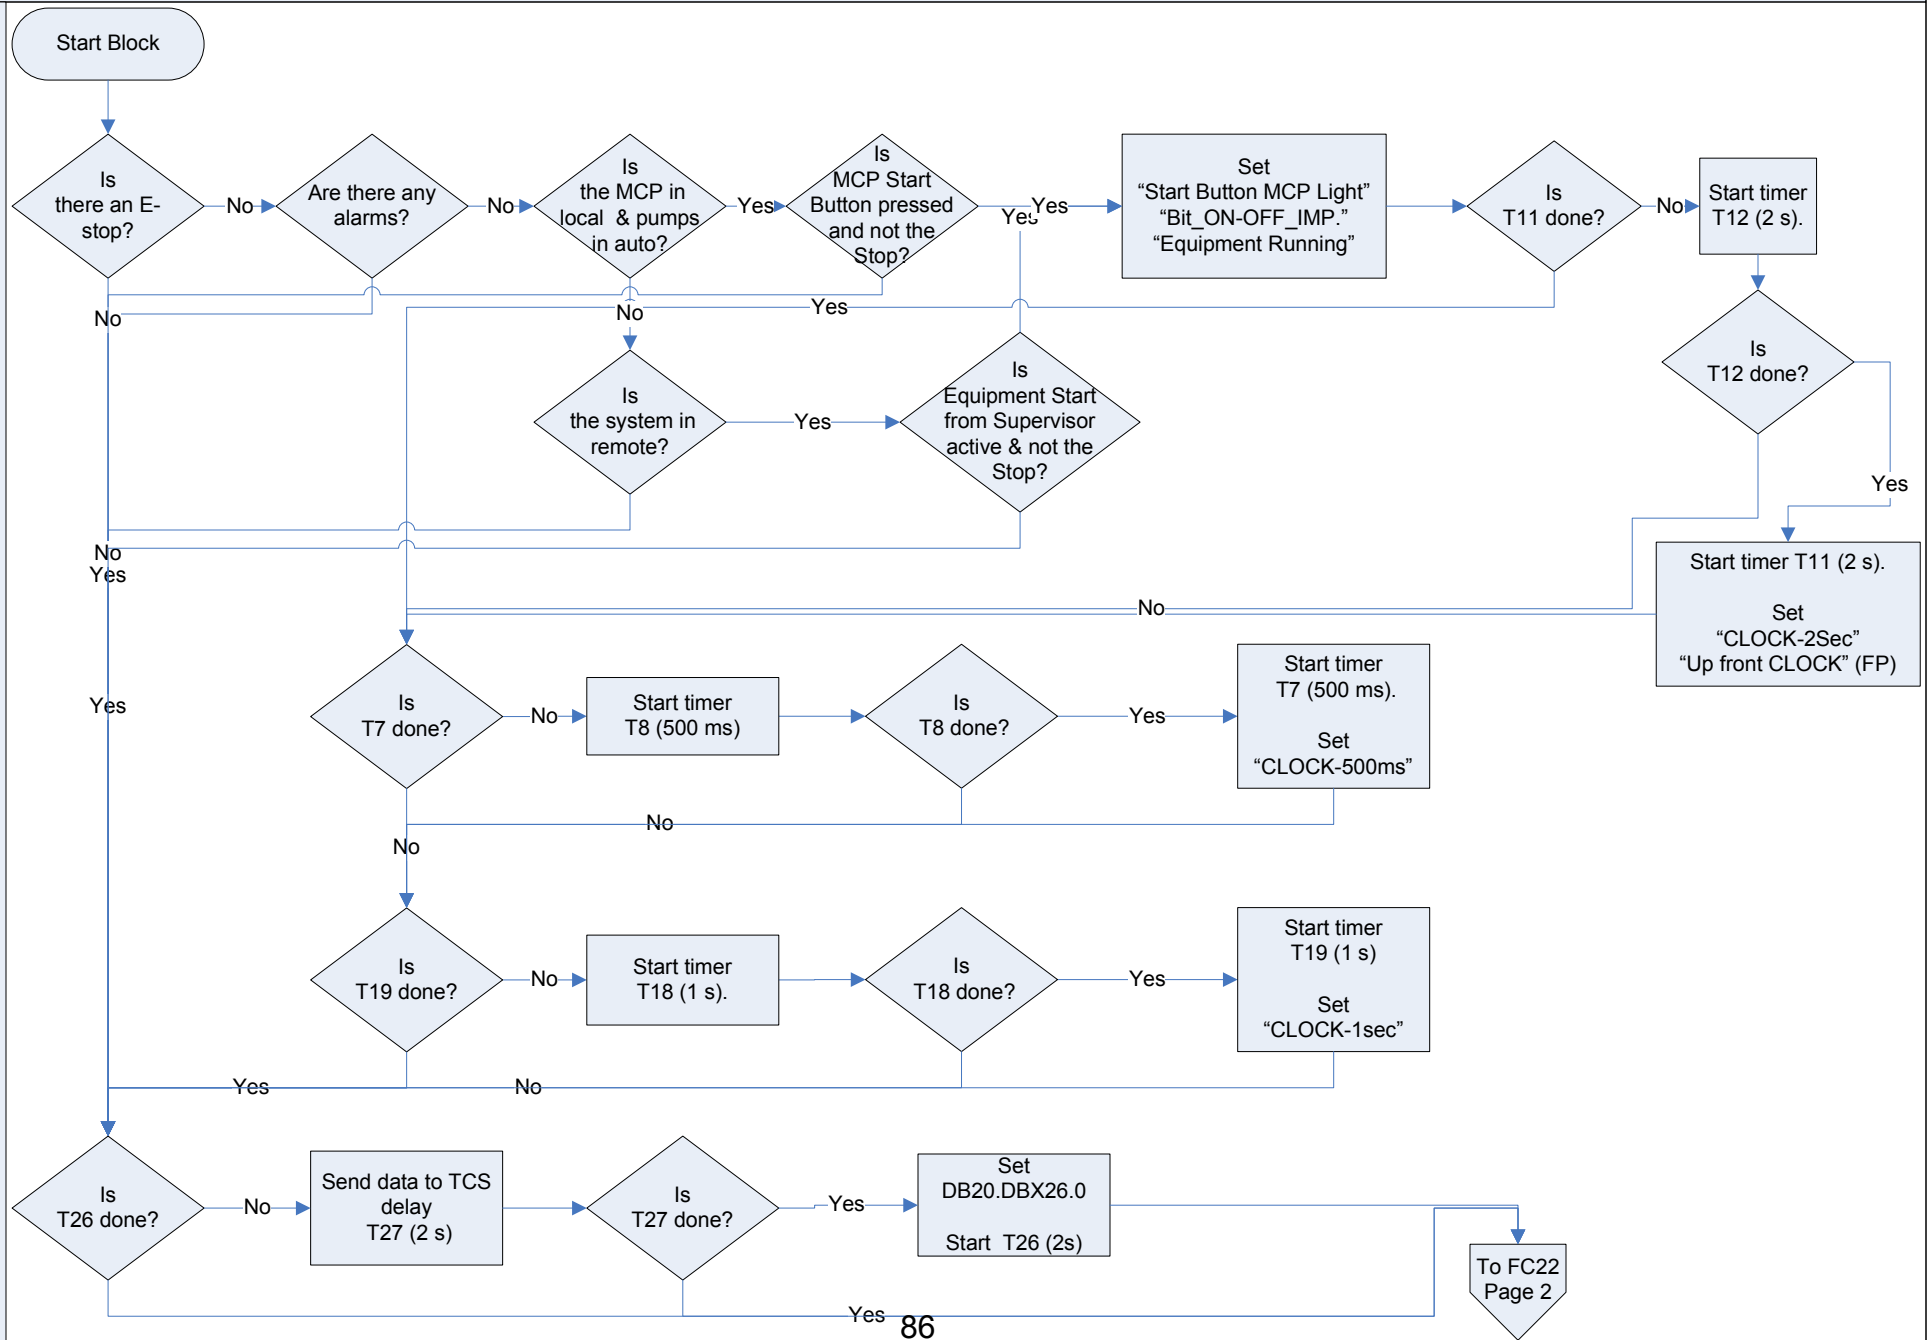 Start Block
Is
there an E-
stop?
No
Are there any
alarms?
No
Is
the MCP in
local & pumps
in auto?
Yes
Is
MCP Start
Button pressed
and not the
Stop?
Yes
Yes
Set
“Start Button MCP Light”
“Bit_ON-OFF_IMP.”
“Equipment Running”
Is
T11 done?
No
Start timer
T12 (2 s).
No
No
Yes
Is
T12 done?
Is
the system in
remote?
Yes
Is
Equipment Start
from Supervisor
active & not the
Stop?
Yes
No
Yes
Start timer T11 (2 s).
Set
“CLOCK-2Sec”
“Up front CLOCK” (FP)
No
Yes
Is
T7 done?
No
Start timer
T8 (500 ms)
Is
T8 done?
Yes
Start timer
T7 (500 ms).
Set
“CLOCK-500ms”
No
No
Is
T19 done?
No
Start timer
T18 (1 s).
Is
T18 done?
Yes
Start timer
T19 (1 s)
Set
“CLOCK-1sec”
Yes
No
Is
T26 done?
No
Send data to TCS
delay
T27 (2 s)
Is
T27 done?
Yes
Set
DB20.DBX26.0
Start T26 (2s)
To FC22
Page 2
Yes
86